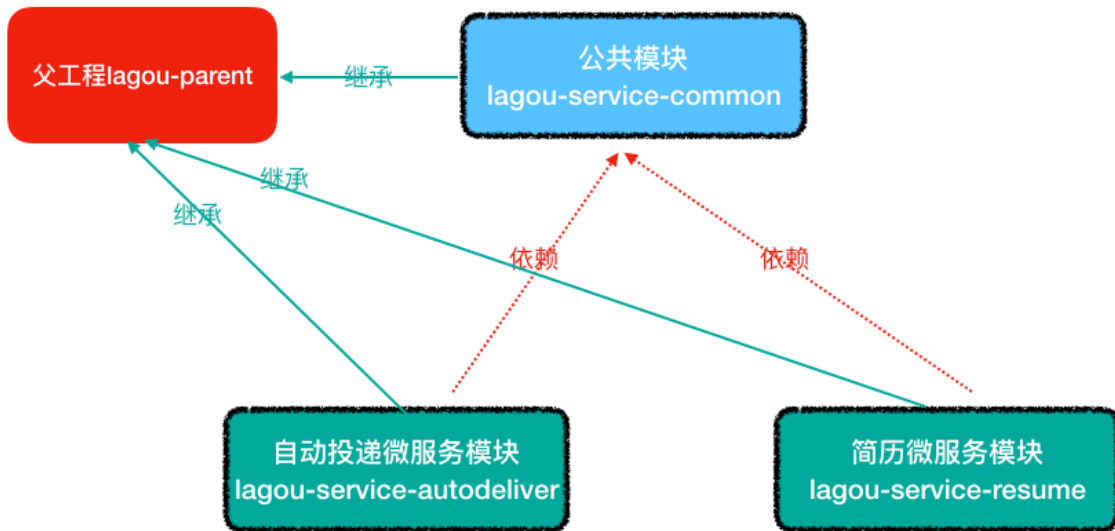 父工程lagou-parent
继承
公共模块
lagou-service-common
继承
继承
依赖
依赖
自动投递微服务模块
lagou-service-autodeliver
简历微服务模块
lagou-service-resume